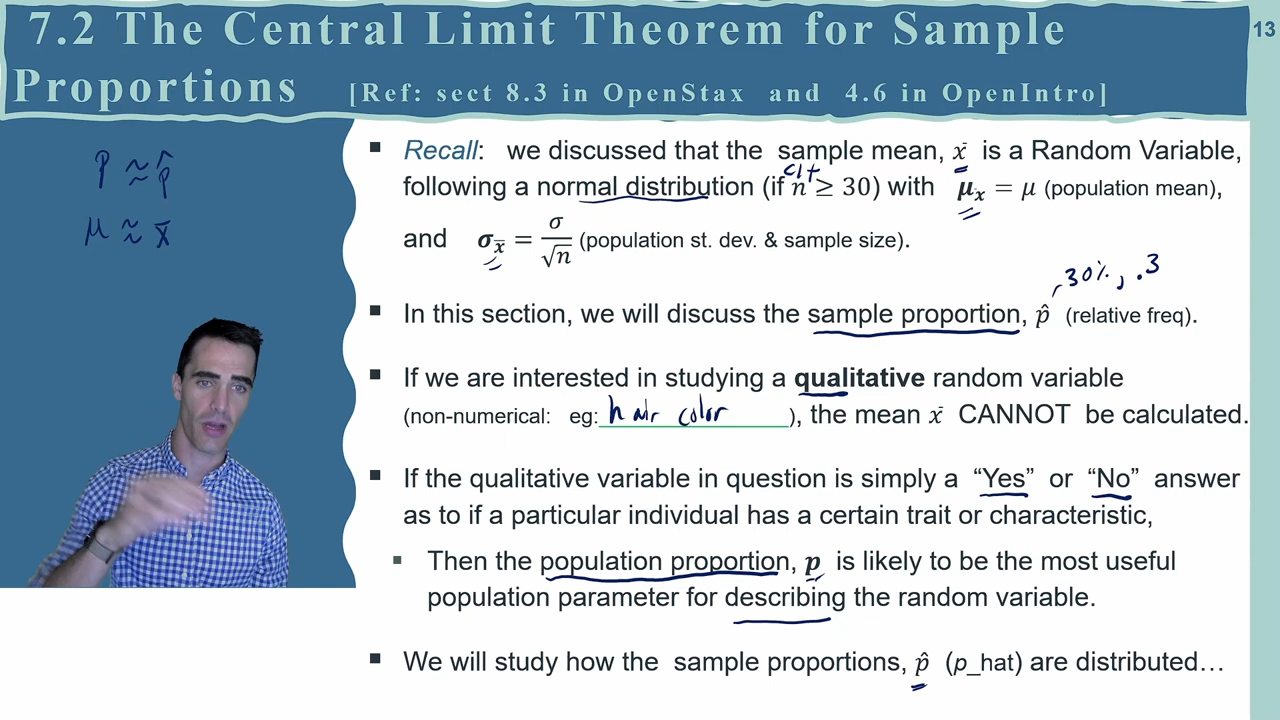 7.2 The Central Limit Theorem for Sample
Proportions [Ref: sect 8.3 in OpenStax and 4.6 in OpenIntro]
13
p ≈ p̂
μ ≈ x̄
▪ Recall: we discussed that the sample mean, x̄ is a Random Variable,
clt
following a normal distribution (if n ≥ 30) with μₓ̄ = μ (population mean),
and σₓ̄ = σ/√n (population st. dev. & sample size).
30%, .3
▪ In this section, we will discuss the sample proportion, p̂ (relative freq).
▪ If we are interested in studying a qualitative random variable
(non-numerical: eg: hair color), the mean x̄ CANNOT be calculated.
▪ If the qualitative variable in question is simply a “Yes” or “No” answer
as to if a particular individual has a certain trait or characteristic,
▪ Then the population proportion, p is likely to be the most useful
population parameter for describing the random variable.
▪ We will study how the sample proportions, p̂ (p_hat) are distributed…